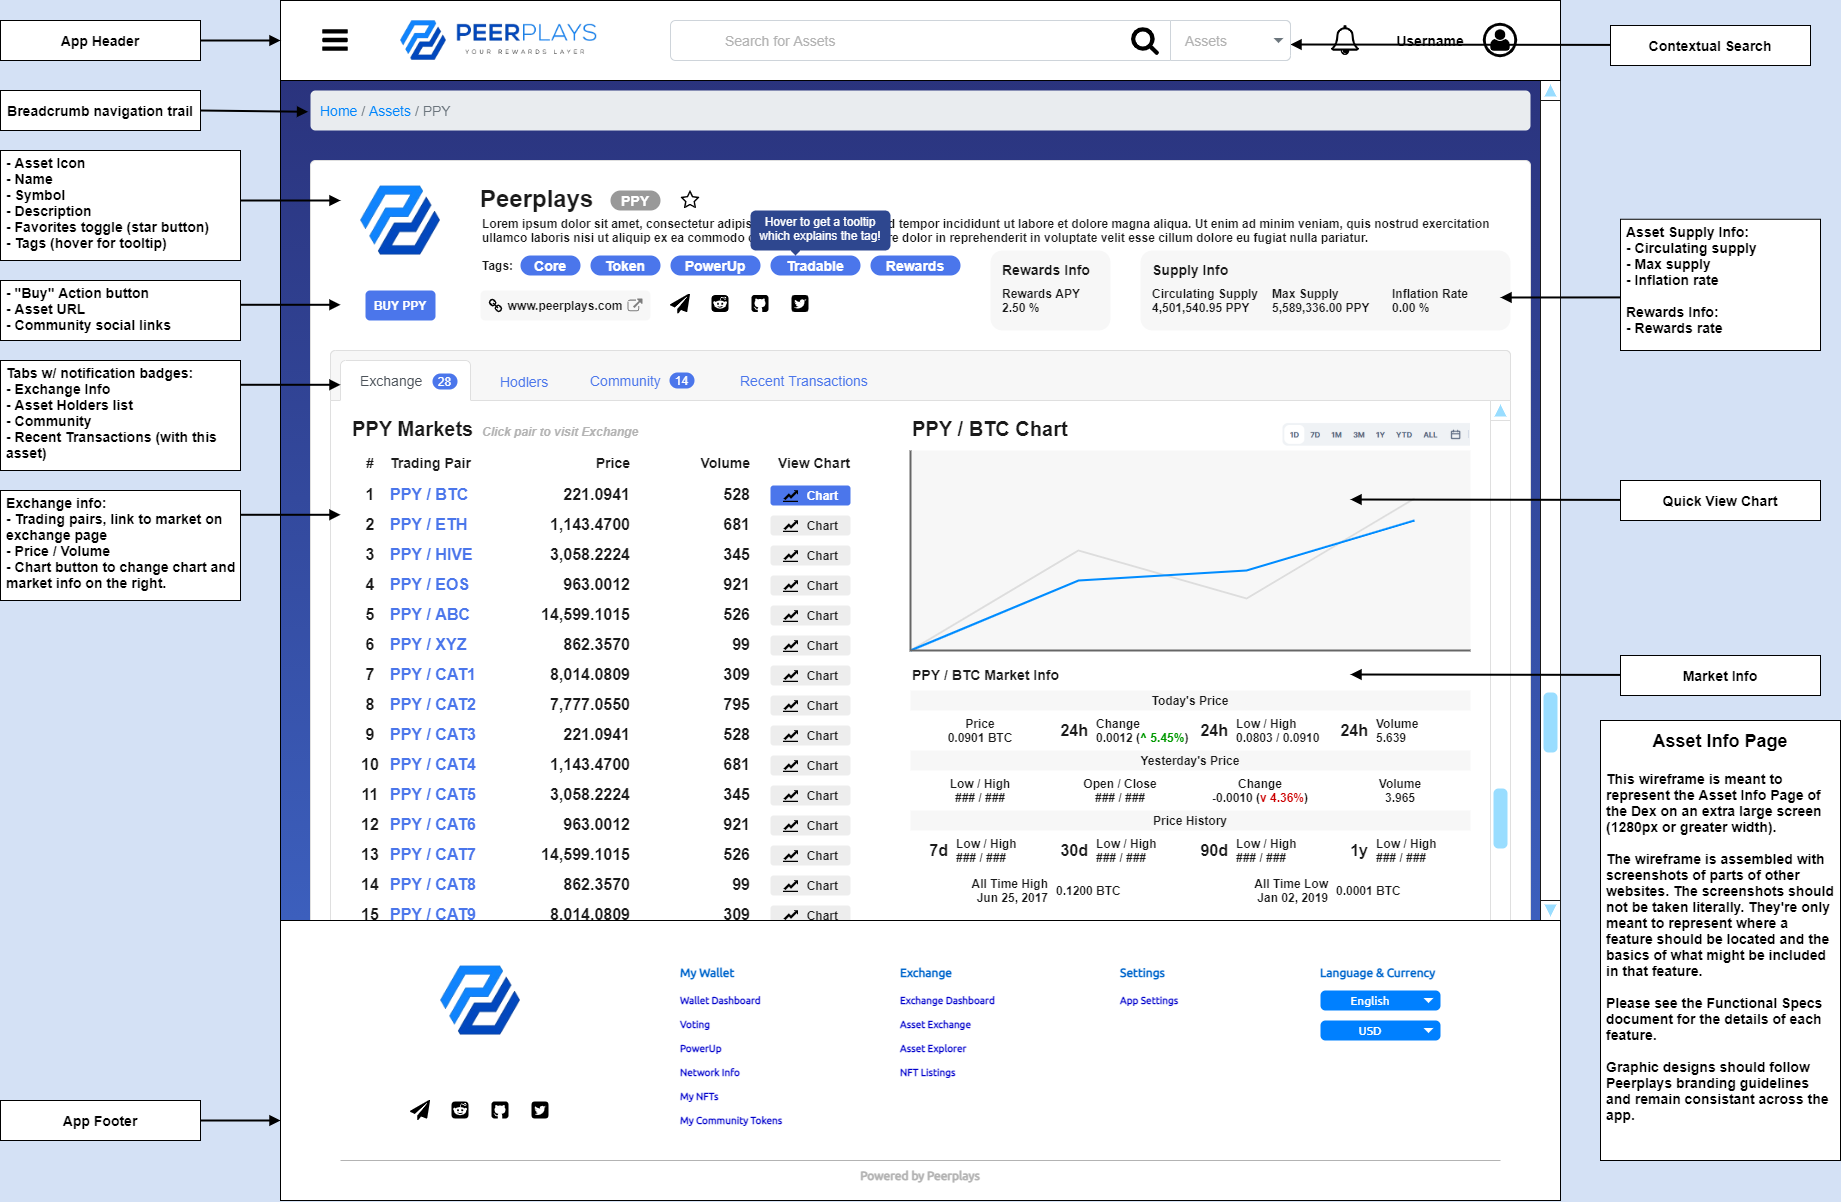 App Header
PEERPLAYS
YOUR REWARDS LAYER
Search for Assets
Assets
Username
Contextual Search
Breadcrumb navigation trail
Home / Assets / PPY
- Asset Icon
- Name
- Symbol
- Description
- Favorites toggle (star button)
- Tags (hover for tooltip)
- "Buy" Action button
- Asset URL
- Community social links
Tabs w/ notification badges:
- Exchange Info
- Asset Holders list
- Community
- Recent Transactions (with this
asset)
Exchange info:
- Trading pairs, link to market on
exchange page
- Price / Volume
- Chart button to change chart and
market info on the right.
Peerplays PPY
Lorem ipsum dolor sit amet, consectetur adipis d tempor incididunt ut labore et dolore magna aliqua. Ut enim ad minim veniam, quis nostrud exercitation
ullamco laboris nisi ut aliquip ex ea commodo re dolor in reprehenderit in voluptate velit esse cillum dolore eu fugiat nulla pariatur.
Hover to get a tooltip
which explains the tag!
Tags: Core Token PowerUp Tradable Rewards
BUY PPY
www.peerplays.com
Rewards Info
Rewards APY
2.50 %
Supply Info
Circulating Supply Max Supply Inflation Rate
4,501,540.95 PPY 5,589,336.00 PPY 0.00 %
Asset Supply Info:
- Circulating supply
- Max supply
- Inflation rate
Rewards Info:
- Rewards rate
Exchange 28 Hodlers Community 14 Recent Transactions
PPY Markets Click pair to visit Exchange
# Trading Pair Price Volume View Chart
1 PPY / BTC 221.0941 528 Chart
2 PPY / ETH 1,143.4700 681 Chart
3 PPY / HIVE 3,058.2224 345 Chart
4 PPY / EOS 963.0012 921 Chart
5 PPY / ABC 14,599.1015 526 Chart
6 PPY / XYZ 862.3570 99 Chart
7 PPY / CAT1 8,014.0809 309 Chart
8 PPY / CAT2 7,777.0550 795 Chart
9 PPY / CAT3 221.0941 528 Chart
10 PPY / CAT4 1,143.4700 681 Chart
11 PPY / CAT5 3,058.2224 345 Chart
12 PPY / CAT6 963.0012 921 Chart
13 PPY / CAT7 14,599.1015 526 Chart
14 PPY / CAT8 862.3570 99 Chart
15 PPY / CAT9 8,014.0809 309 Chart
PPY / BTC Chart
1D 7D 1M 3M 1Y YTD ALL
Quick View Chart
PPY / BTC Market Info
Market Info
Today's Price
Price
0.0901 BTC
24h Change
0.0012 (^ 5.45%)
24h Low / High
0.0803 / 0.0910
24h Volume
5.639
Yesterday's Price
Low / High Open / Close Change Volume
### / ### ### / ### -0.0010 (v 4.36%) 3.965
Price History
7d Low / High
### / ###
30d Low / High
### / ###
90d Low / High
### / ###
1y Low / High
### / ###
All Time High
Jun 25, 2017
0.1200 BTC
All Time Low
Jan 02, 2019
0.0001 BTC
Asset Info Page
This wireframe is meant to
represent the Asset Info Page of
the Dex on an extra large screen
(1280px or greater width).
The wireframe is assembled with
screenshots of parts of other
websites. The screenshots should
not be taken literally. They're only
meant to represent where a
feature should be located and the
basics of what might be included
in that feature.
Please see the Functional Specs
document for the details of each
feature.
Graphic designs should follow
Peerplays branding guidelines
and remain consistant across the
app.
App Footer
My Wallet
Wallet Dashboard
Voting
PowerUp
Network Info
My NFTs
My Community Tokens
Exchange
Exchange Dashboard
Asset Exchange
Asset Explorer
NFT Listings
Settings
App Settings
Language & Currency
English
USD
Powered by Peerplays